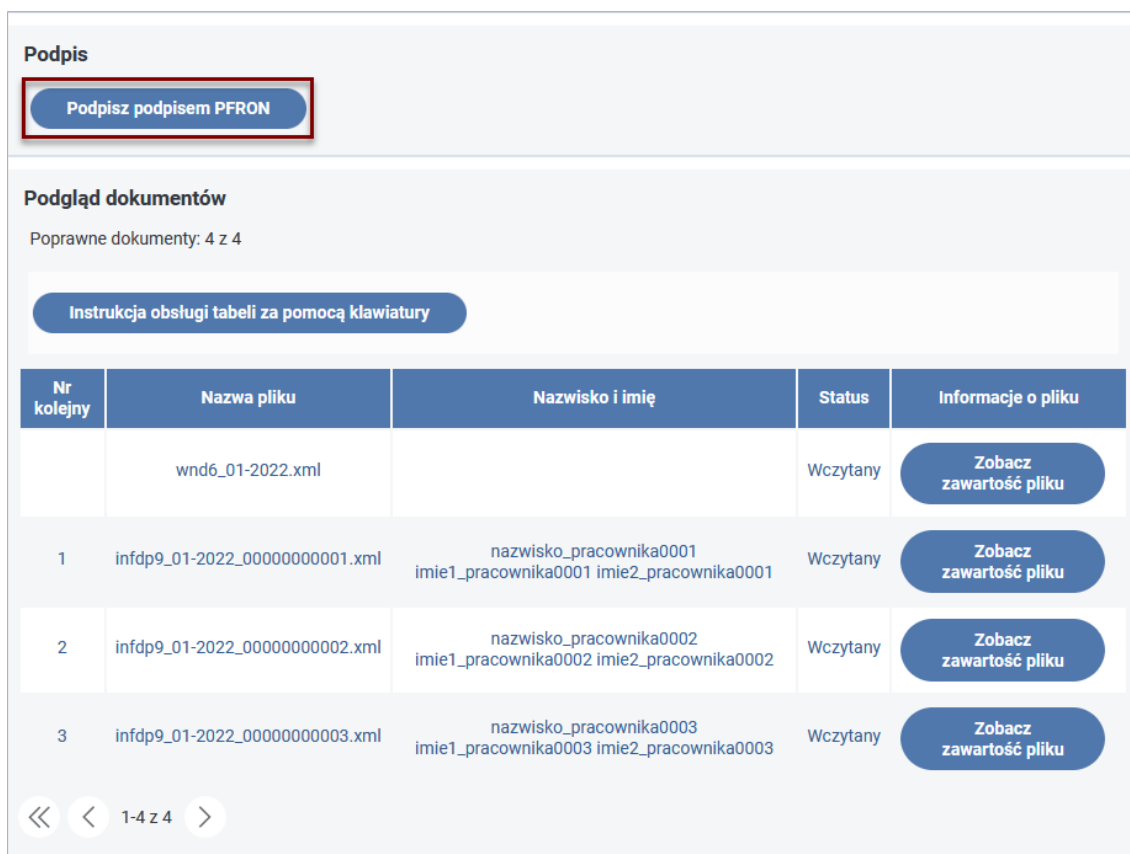 Podpis
Podpisz podpisem PFRON
Podgląd dokumentów
Poprawne dokumenty: 4 z 4
Instrukcja obsługi tabeli za pomocą klawiatury
Nr kolejny Nazwa pliku Nazwisko i imię Status Informacje o pliku
wnd6_01-2022.xml Wczytany Zobacz zawartość pliku
1 infdp9_01-2022_00000000001.xml nazwisko_pracownika0001 imie1_pracownika0001 imie2_pracownika0001 Wczytany Zobacz zawartość pliku
2 infdp9_01-2022_00000000002.xml nazwisko_pracownika0002 imie1_pracownika0002 imie2_pracownika0002 Wczytany Zobacz zawartość pliku
3 infdp9_01-2022_00000000003.xml nazwisko_pracownika0003 imie1_pracownika0003 imie2_pracownika0003 Wczytany Zobacz zawartość pliku
1-4 z 4